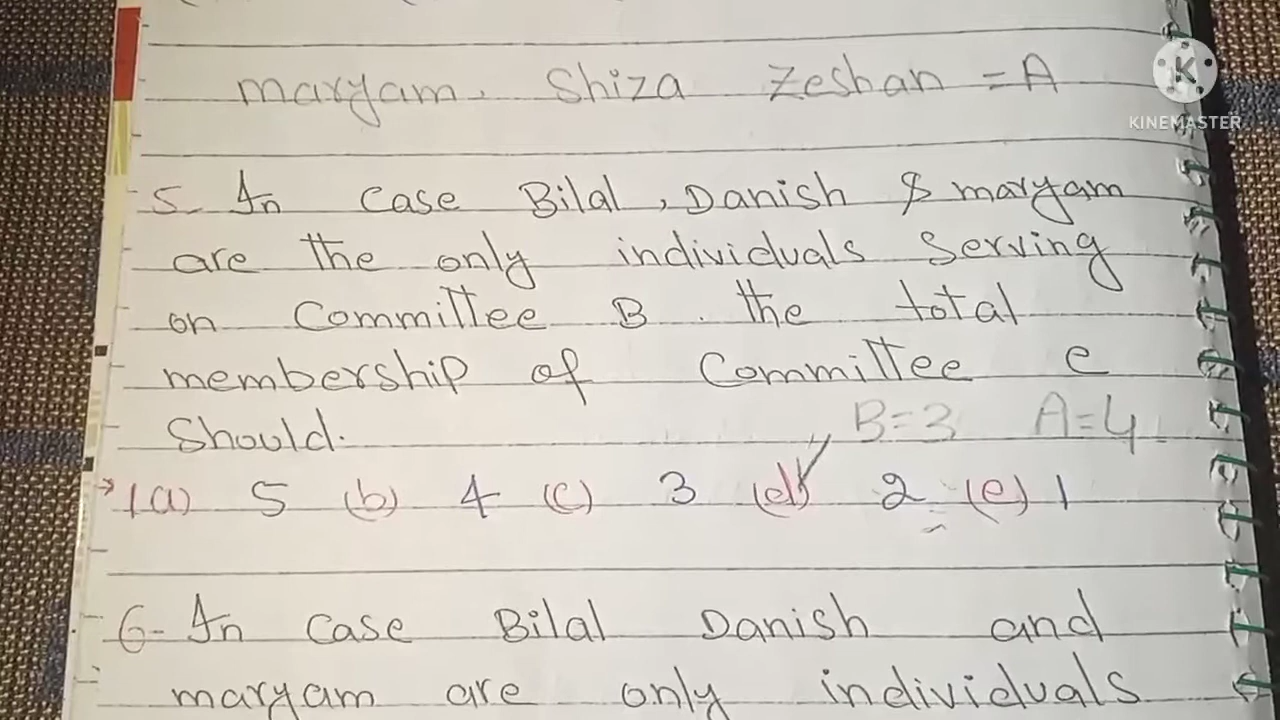 maryam. Shiza Zeshan = A
K
KINEMASTER
5- In case Bilal, Danish & maryam
are the only individuals serving
on Committee B. the total
membership of Committee C
Should.
B=3 A=4
(a) 5 (b) 4 (c) 3 (d) 2 (e) 1
6- In case Bilal Danish and
maryam are only individuals